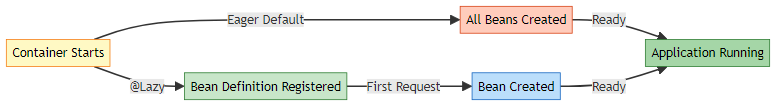 Container Starts
Eager Default
All Beans Created
Ready
Application Running
@Lazy
Bean Definition Registered
First Request
Bean Created
Ready